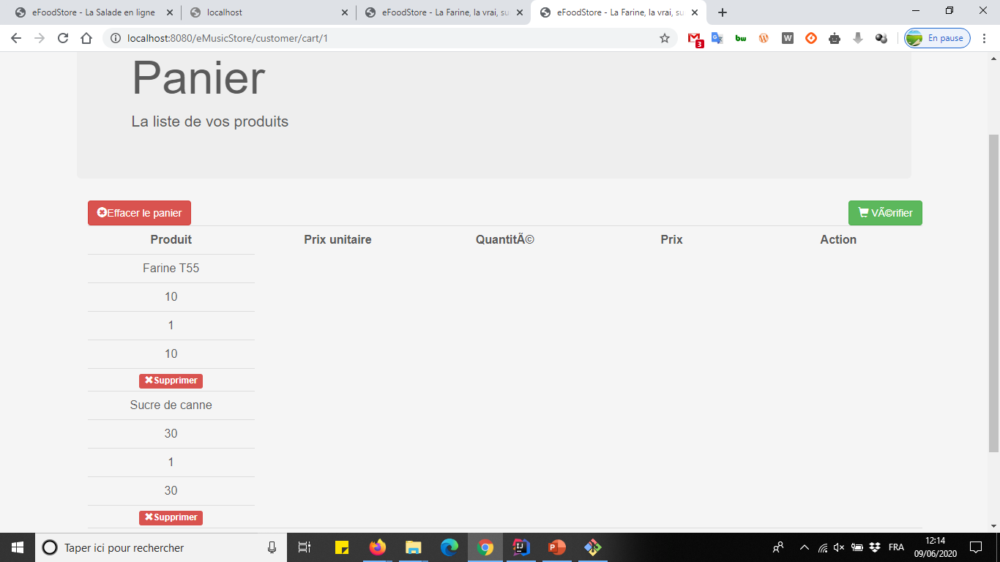 eFoodStore - La Salade en ligne
localhost
eFoodStore - La Farine, la vrai, su
eFoodStore - La Farine, la vrai, su
localhost:8080/eMusicStore/customer/cart/1
3
bw
W
En pause
Panier
La liste de vos produits
Effacer le panier
VÃ©rifier
Produit Prix unitaire QuantitÃ© Prix Action
Farine T55
10
1
10
Supprimer
Sucre de canne
30
1
30
Supprimer
Taper ici pour rechercher
FRA
12:14
09/06/2020